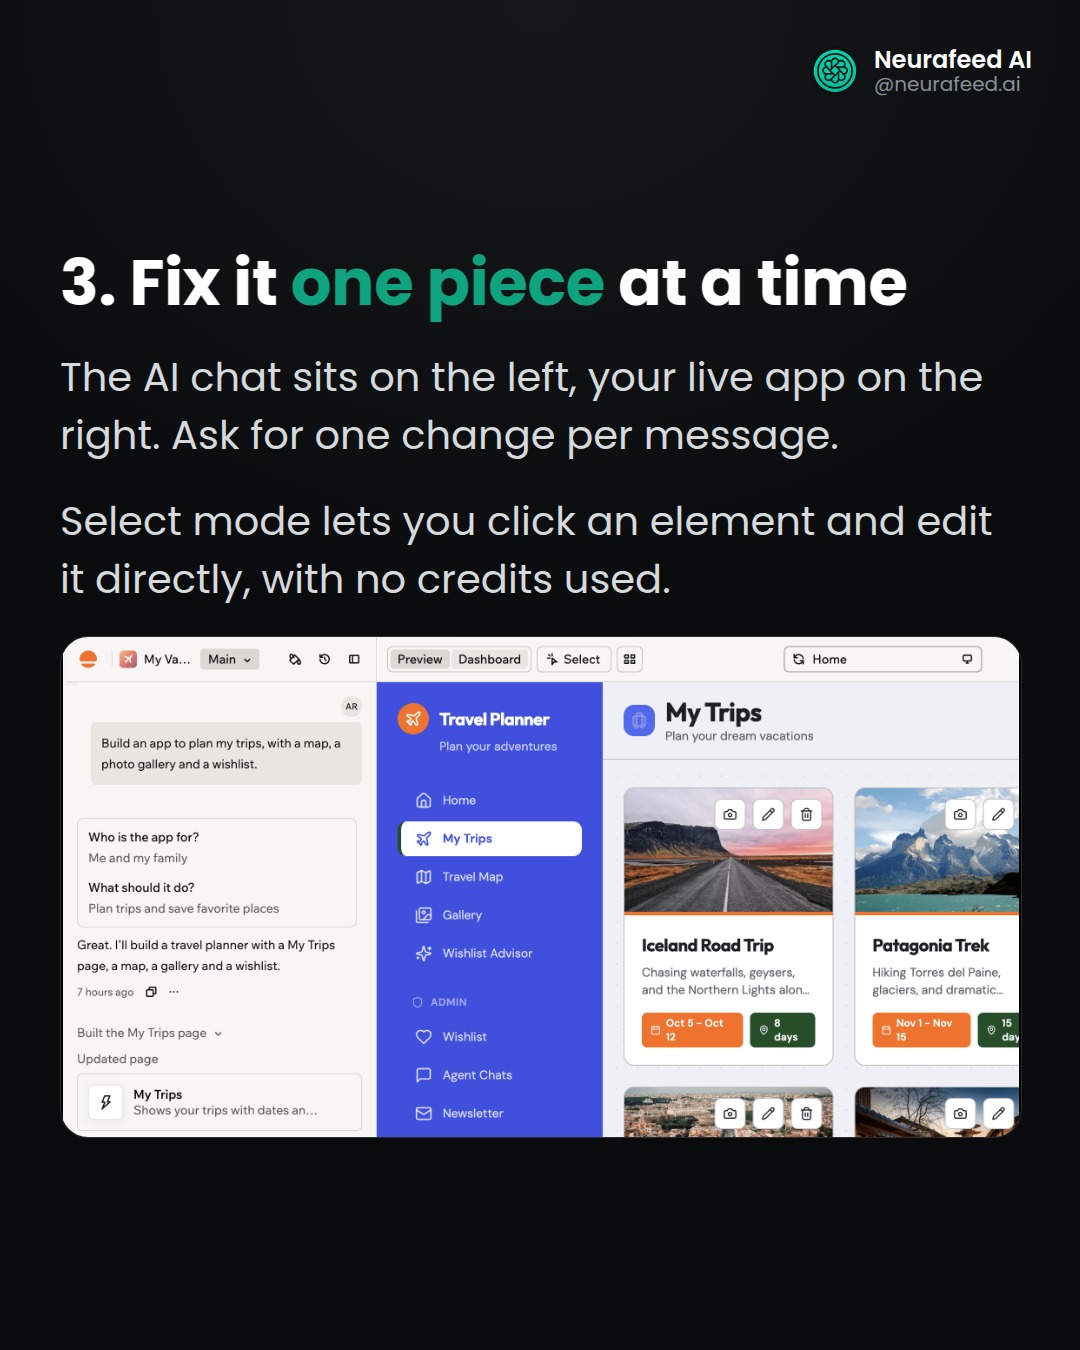 Neurafeed AI
@neurafeed.ai
3. Fix it one piece at a time
The AI chat sits on the left, your live app on the
right. Ask for one change per message.
Select mode lets you click an element and edit
it directly, with no credits used.
My Va...
Main
Preview
Dashboard
Select
Home
AR
Build an app to plan my trips, with a map, a
photo gallery and a wishlist.
Who is the app for?
Me and my family
What should it do?
Plan trips and save favorite places
Great. I'll build a travel planner with a My Trips
page, a map, a gallery and a wishlist.
7 hours ago
Built the My Trips page
Updated page
My Trips
Shows your trips with dates an...
Travel Planner
Plan your adventures
Home
My Trips
Travel Map
Gallery
Wishlist Advisor
ADMIN
Wishlist
Agent Chats
Newsletter
My Trips
Plan your dream vacations
Iceland Road Trip
Chasing waterfalls, geysers,
and the Northern Lights alon...
Oct 5 - Oct
12
8
days
Patagonia Trek
Hiking Torres del Paine,
glaciers, and dramatic...
Nov 1 - Nov
15
15
day